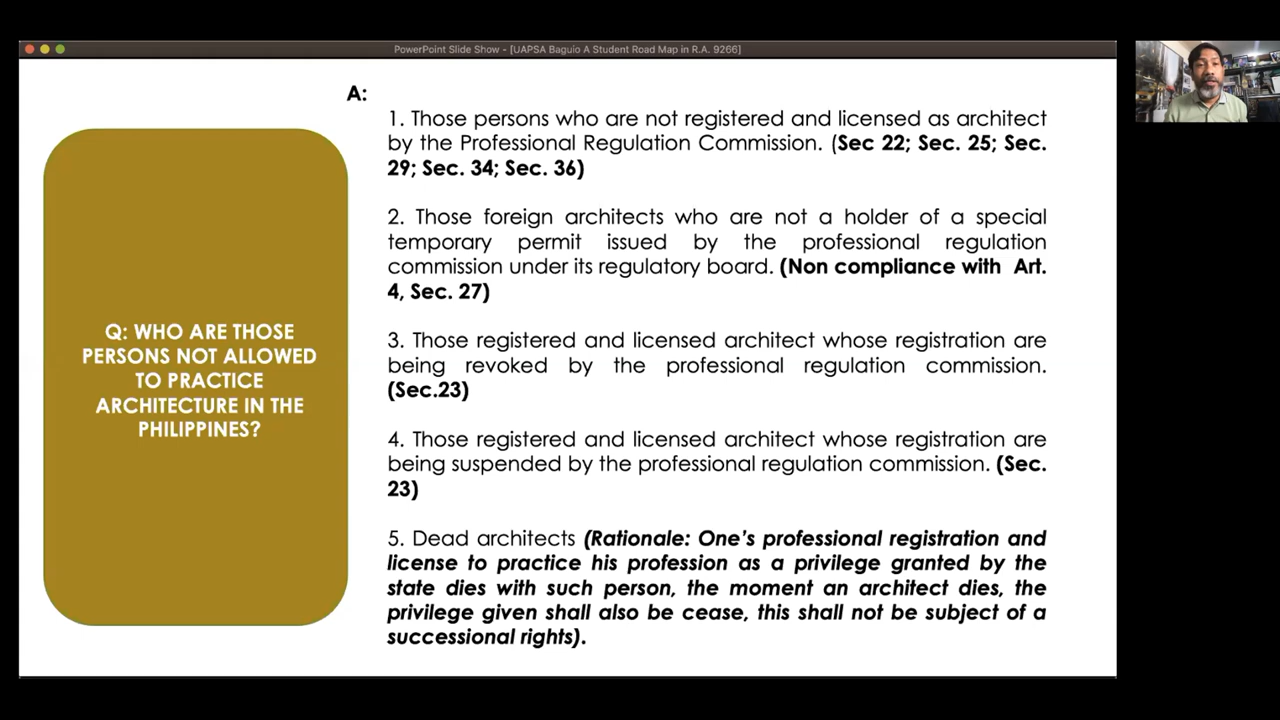 PowerPoint Slide Show - [UAPSA Baguio A Student Road Map in R.A. 9266]
Q: WHO ARE THOSE
PERSONS NOT ALLOWED
TO PRACTICE
ARCHITECTURE IN THE
PHILIPPINES?
A:
1. Those persons who are not registered and licensed as architect
by the Professional Regulation Commission. (Sec 22; Sec. 25; Sec.
29; Sec. 34; Sec. 36)
2. Those foreign architects who are not a holder of a special
temporary permit issued by the professional regulation
commission under its regulatory board. (Non compliance with Art.
4, Sec. 27)
3. Those registered and licensed architect whose registration are
being revoked by the professional regulation commission.
(Sec.23)
4. Those registered and licensed architect whose registration are
being suspended by the professional regulation commission. (Sec.
23)
5. Dead architects (Rationale: One's professional registration and
license to practice his profession as a privilege granted by the
state dies with such person, the moment an architect dies, the
privilege given shall also be cease, this shall not be subject of a
successional rights).